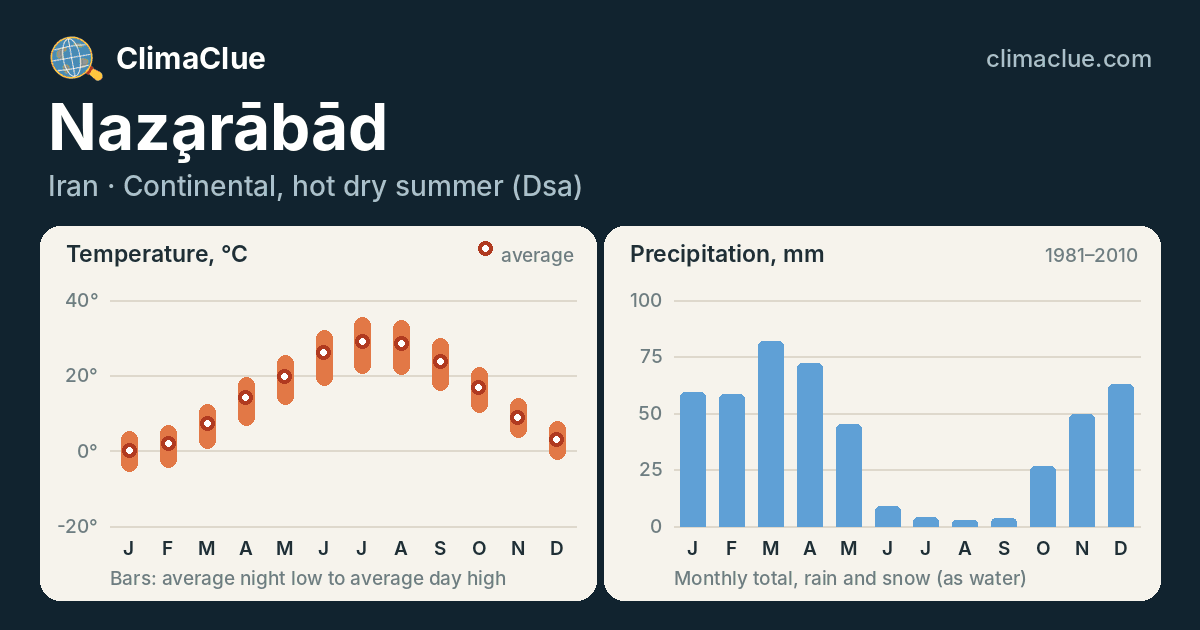 ClimaClue
climaclue.com
Naz̧arābād
Iran · Continental, hot dry summer (Dsa)
Temperature, °C
average
40°
20°
0°
-20°
J F M A M J J A S O N D
Bars: average night low to average day high
Precipitation, mm
1981–2010
100
75
50
25
0
J F M A M J J A S O N D
Monthly total, rain and snow (as water)